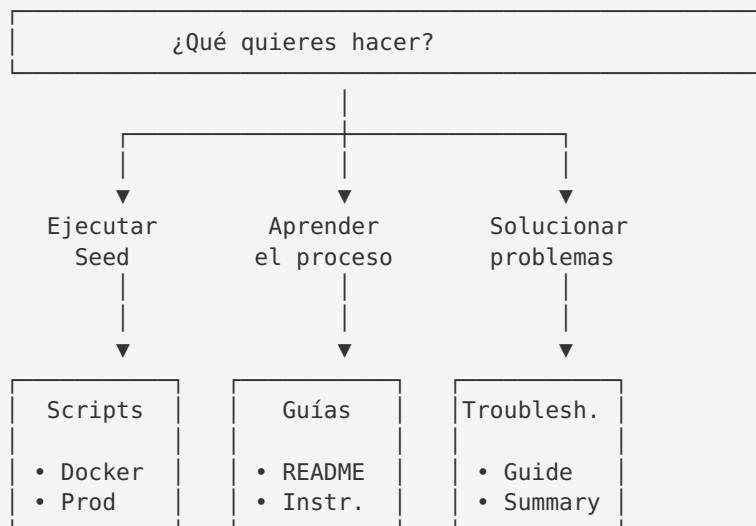 ¿Qué quieres hacer?
Ejecutar Seed
Aprender el proceso
Solucionar problemas
Scripts
• Docker
• Prod
Guías
• README
• Instr.
Troublesh.
• Guide
• Summary